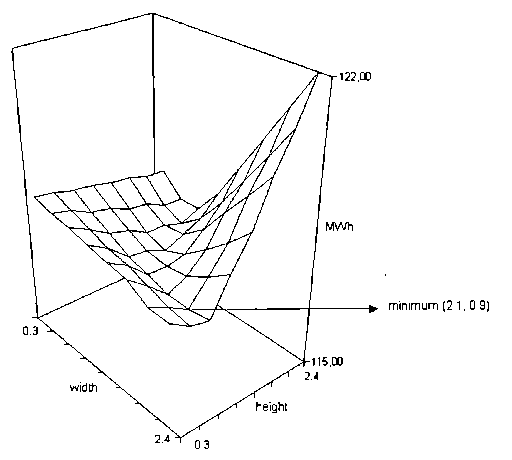 122,00
MWh
minimum (2 1, 0 9)
0.3
115,00
2.4
width
height
2.4
0 3